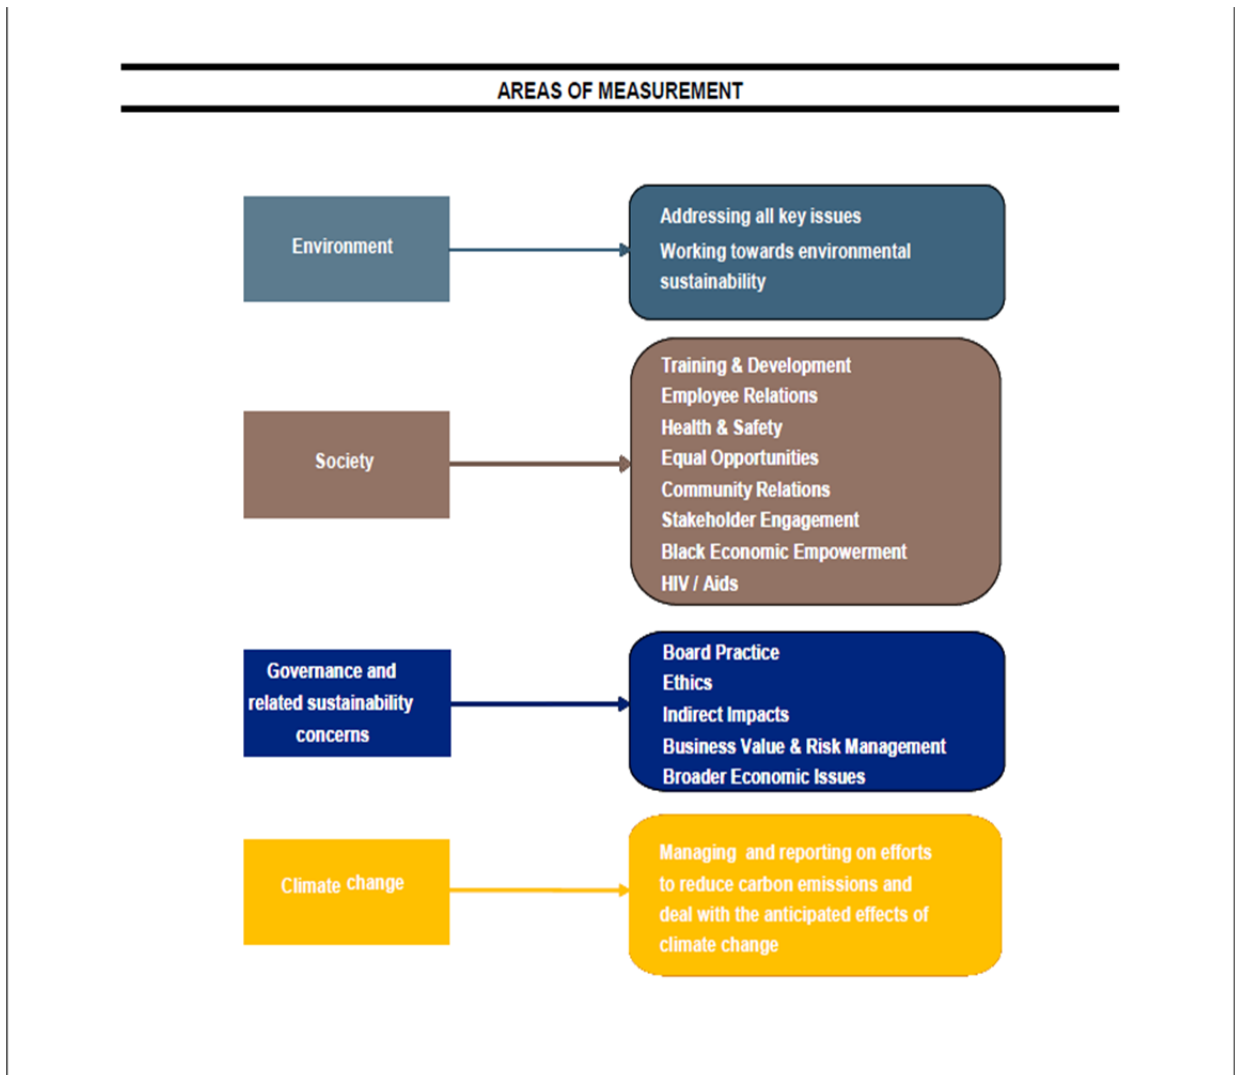 AREAS OF MEASUREMENT
Environment
Addressing all key issues
Working towards environmental
sustainability
Society
Training & Development
Employee Relations
Health & Safety
Equal Opportunities
Community Relations
Stakeholder Engagement
Black Economic Empowerment
HIV / Aids
Governance and
related sustainability
concerns
Board Practice
Ethics
Indirect Impacts
Business Value & Risk Management
Broader Economic Issues
Climate change
Managing and reporting on efforts
to reduce carbon emissions and
deal with the anticipated effects of
climate change